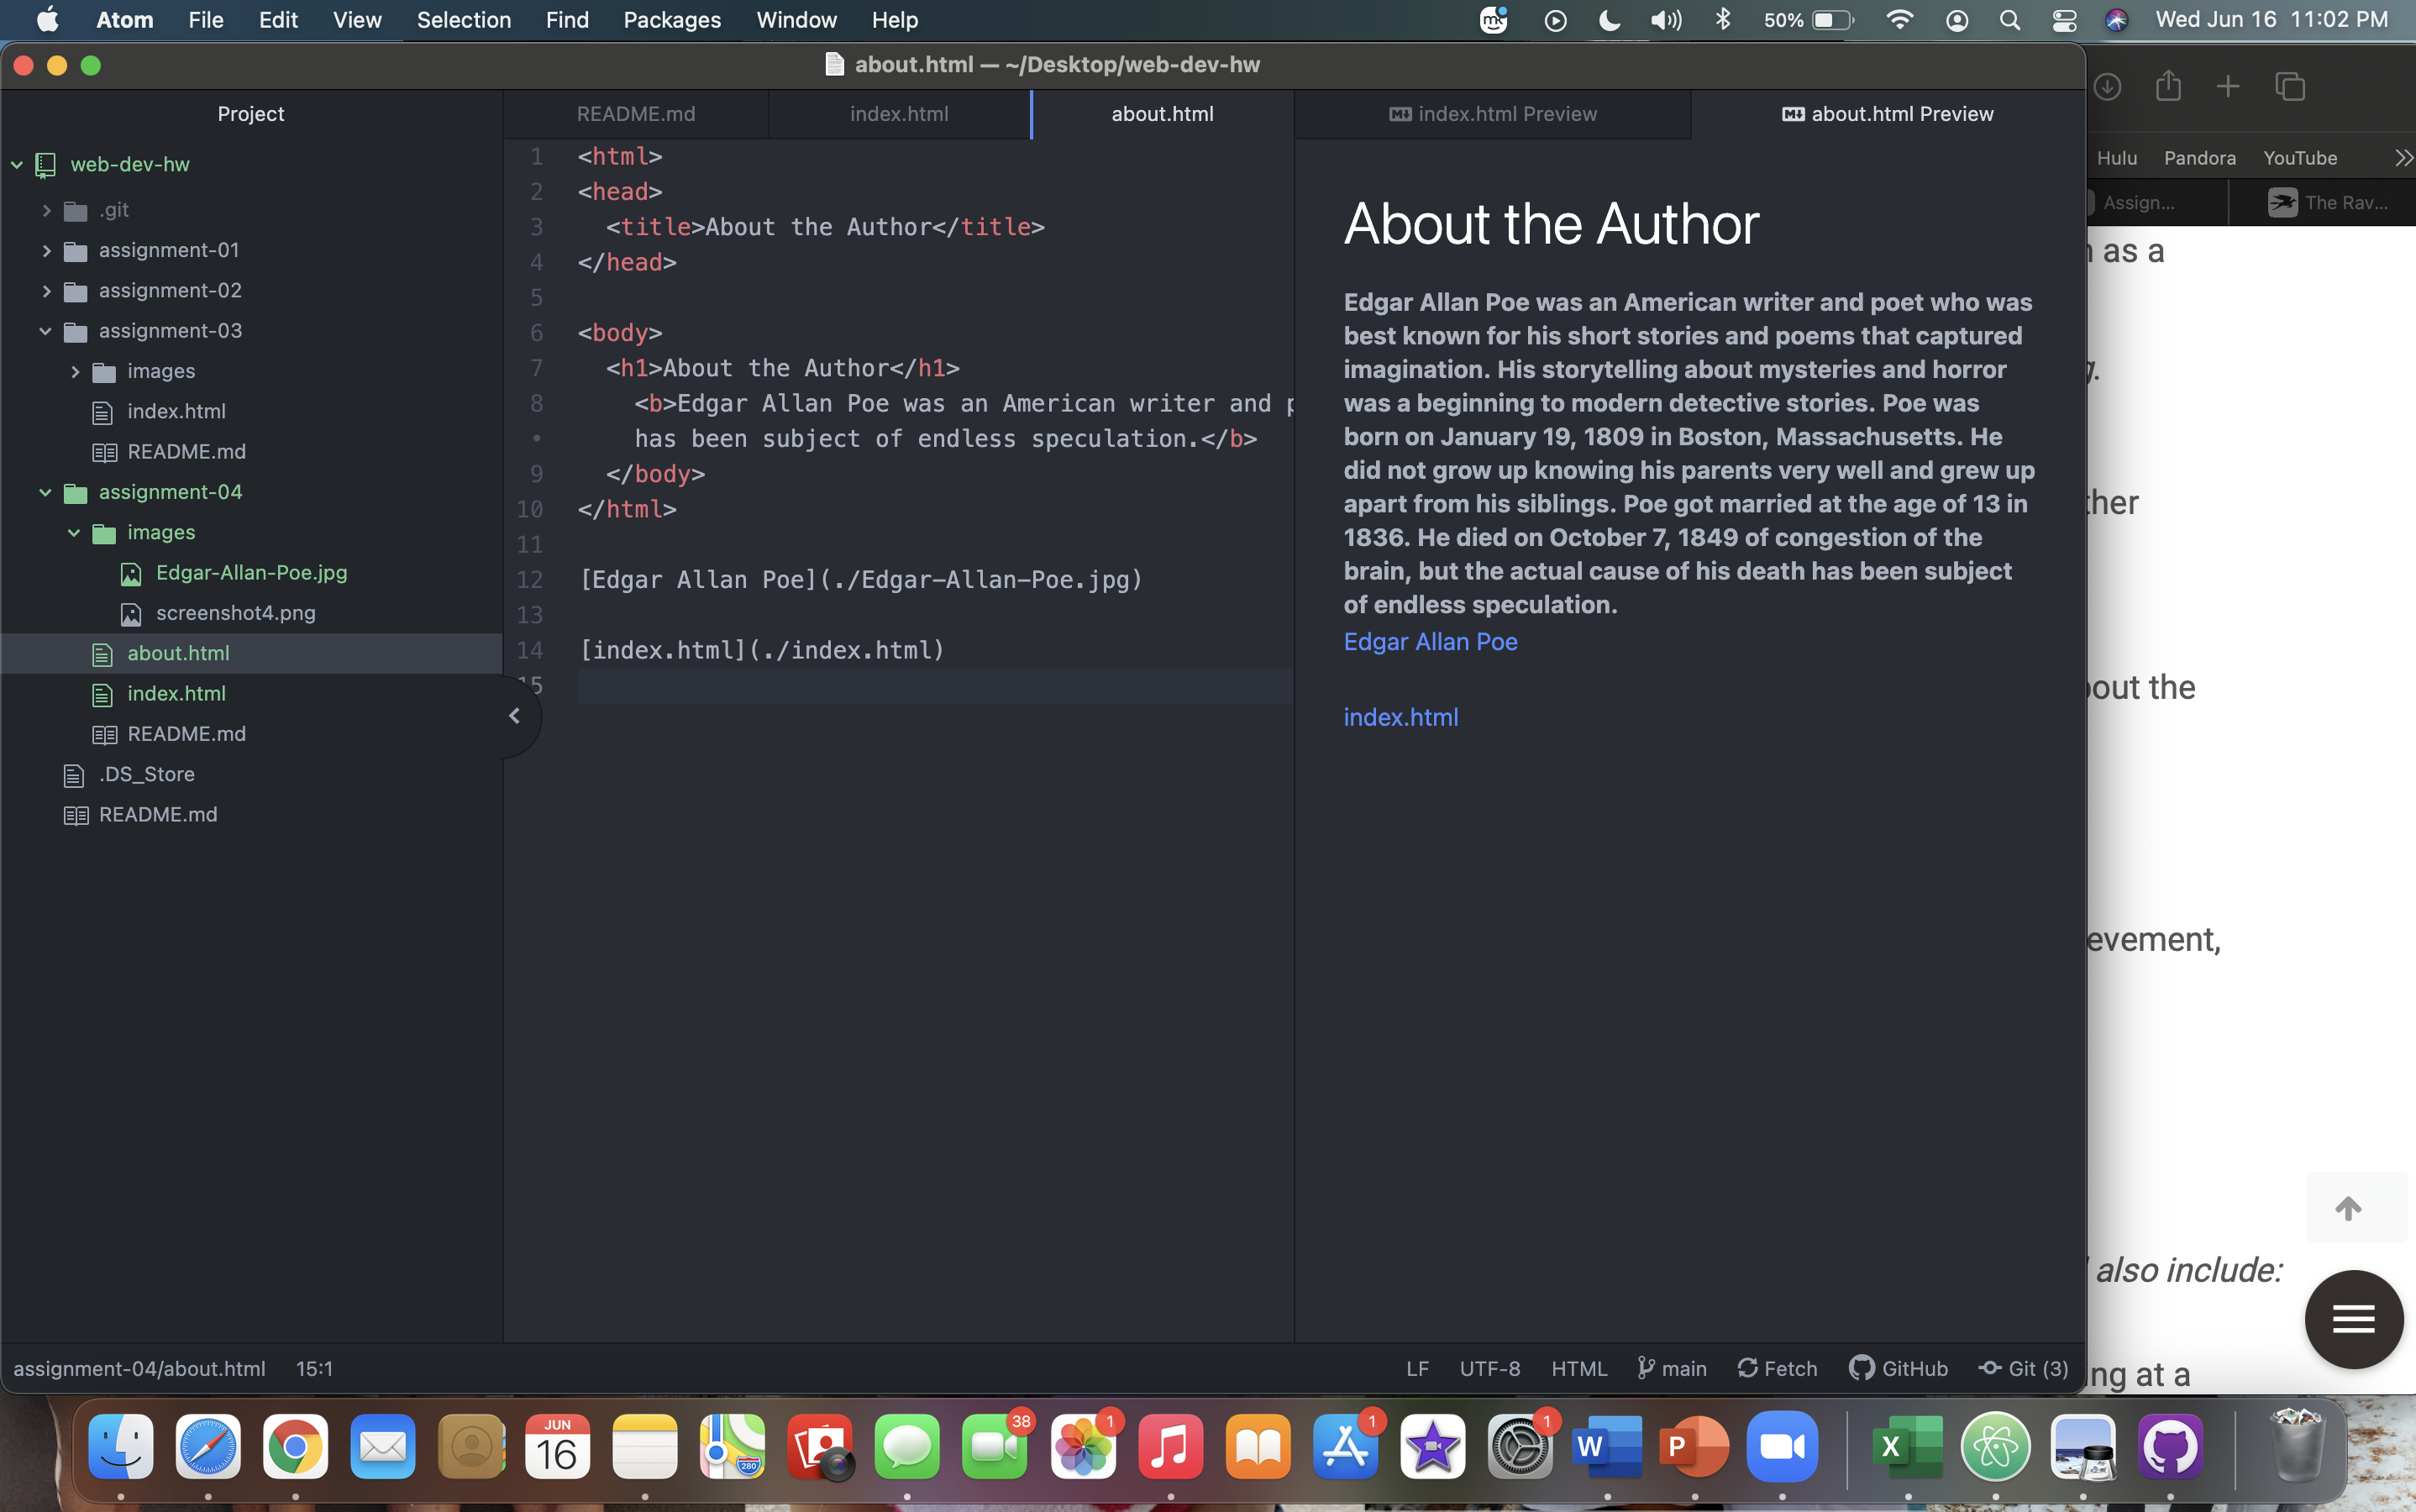 Atom File Edit View Selection Find Packages Window Help
50% Wed Jun 16 11:02 PM
about.html — ~/Desktop/web-dev-hw
Project
web-dev-hw
.git
assignment-01
assignment-02
assignment-03
images
index.html
README.md
assignment-04
images
Edgar-Allan-Poe.jpg
screenshot4.png
about.html
index.html
README.md
.DS_Store
README.md
README.md index.html about.html
1 <html>
2 <head>
3 <title>About the Author</title>
4 </head>
5
6 <body>
7 <h1>About the Author</h1>
8 <b>Edgar Allan Poe was an American writer and
has been subject of endless speculation.</b>
9 </body>
10 </html>
11
12 [Edgar Allan Poe](./Edgar-Allan-Poe.jpg)
13
14 [index.html](./index.html)
15
index.html Preview about.html Preview
About the Author
Edgar Allan Poe was an American writer and poet who was
best known for his short stories and poems that captured
imagination. His storytelling about mysteries and horror
was a beginning to modern detective stories. Poe was
born on January 19, 1809 in Boston, Massachusetts. He
did not grow up knowing his parents very well and grew up
apart from his siblings. Poe got married at the age of 13 in
1836. He died on October 7, 1849 of congestion of the
brain, but the actual cause of his death has been subject
of endless speculation.
Edgar Allan Poe
index.html
Hulu Pandora YouTube
Assign... The Rav...
as a
ther
out the
evement,
also include:
ng at a
assignment-04/about.html 15:1
LF UTF-8 HTML main Fetch GitHub Git (3)
JUN
16
280
38
1
1
1
W
P
X